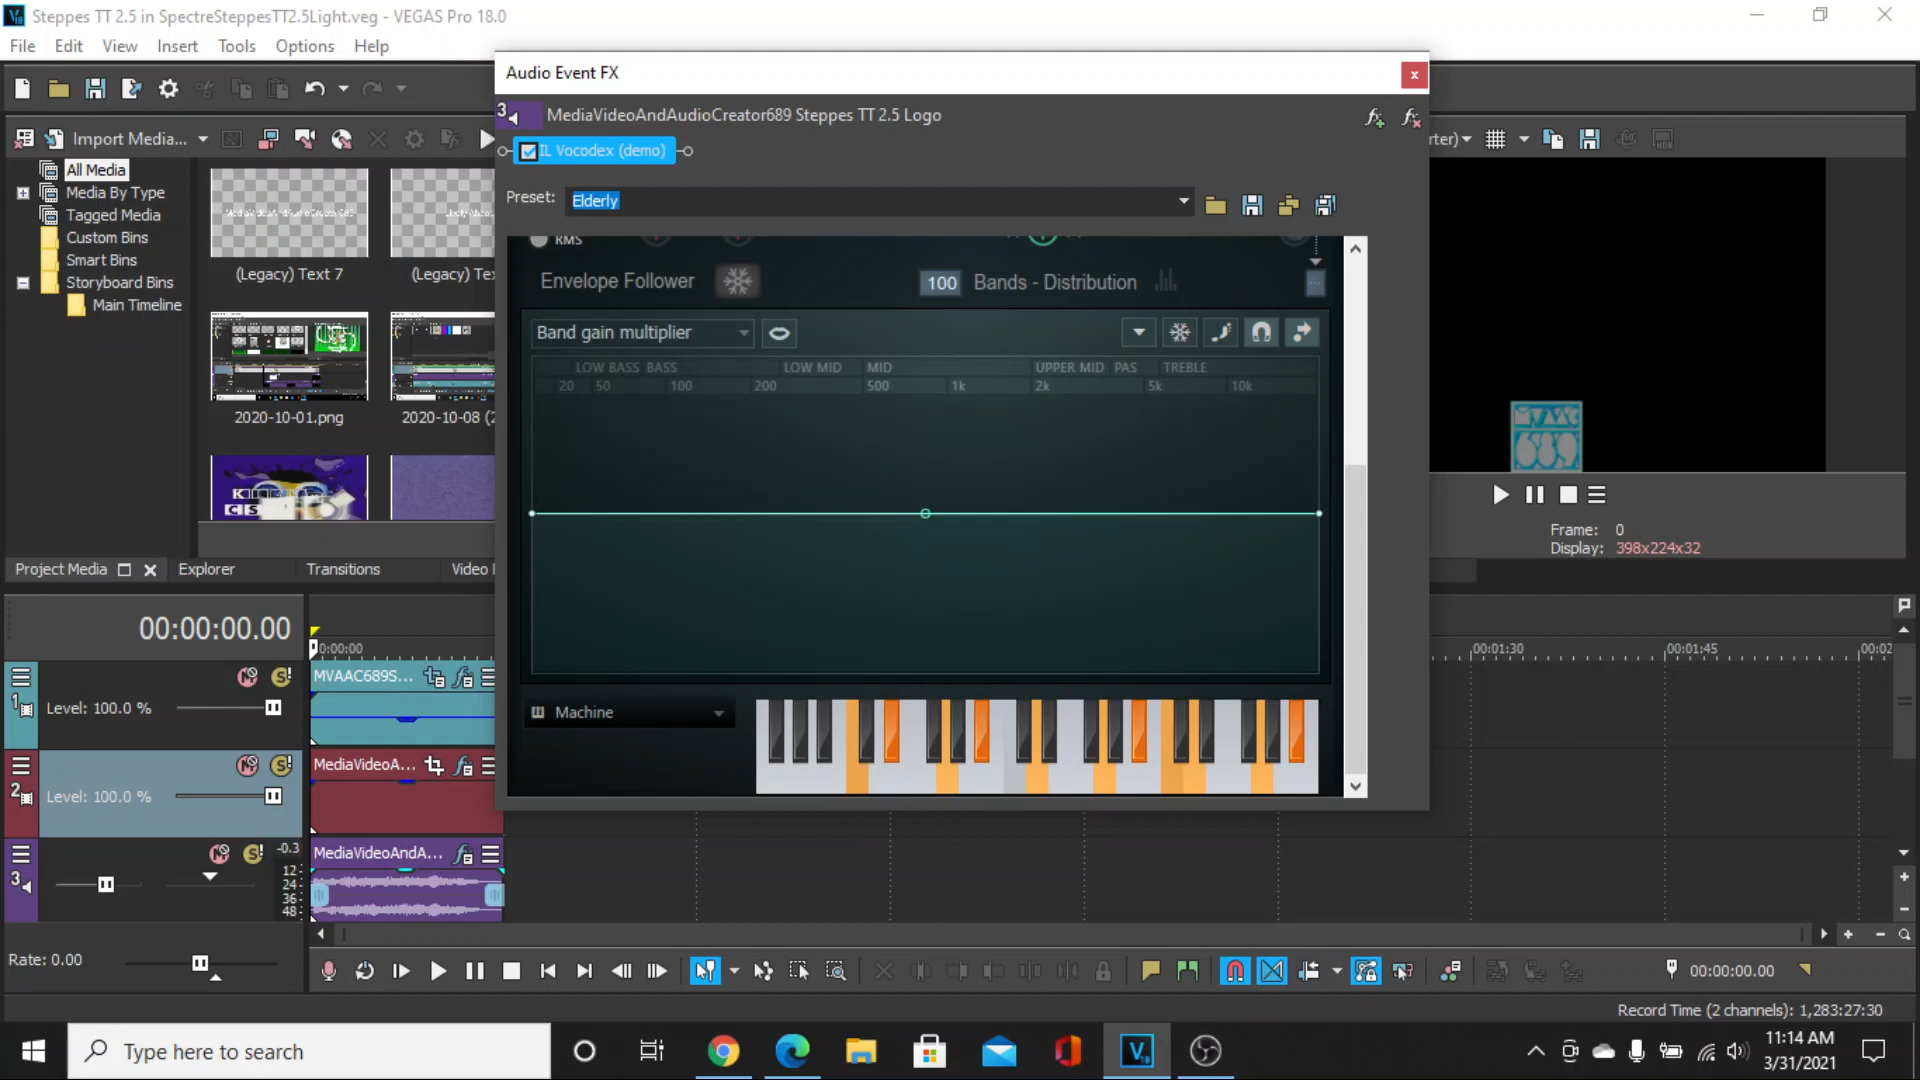 Steppes TT 2.5 in SpectreSteppesTT2.5Light.veg - VEGAS Pro 18.0
File Edit View Insert Tools Options Help
Audio Event FX
x
3
MediaVideoAndAudioCreator689 Steppes TT 2.5 Logo
IL Vocodex (demo)
Import Media...
Preset: Elderly
All Media
Media By Type
Tagged Media
Custom Bins
Smart Bins
Storyboard Bins
Main Timeline
(Legacy) Text 7
(Legacy) Tex
2020-10-01.png
2020-10-08 (2
RMS
Envelope Follower
100 Bands - Distribution
Band gain multiplier
LOW BASS BASS LOW MID MID UPPER MID PAS TREBLE
20 50 100 200 500 1k 2k 5k 10k
Machine
rter)
689
Frame: 0
Display: 398x224x32
Project Media Explorer Transitions Video
00:00:00.00
0:00:00
00:01:30 00:01:45 00:02
1
Level: 100.0 %
MVAAC689S...
2
Level: 100.0 %
MediaVideoA...
3
-0.3
12
24
36
48
MediaVideoAndA...
Rate: 0.00
00:00:00.00
Record Time (2 channels): 1,283:27:30
Type here to search
11:14 AM
3/31/2021